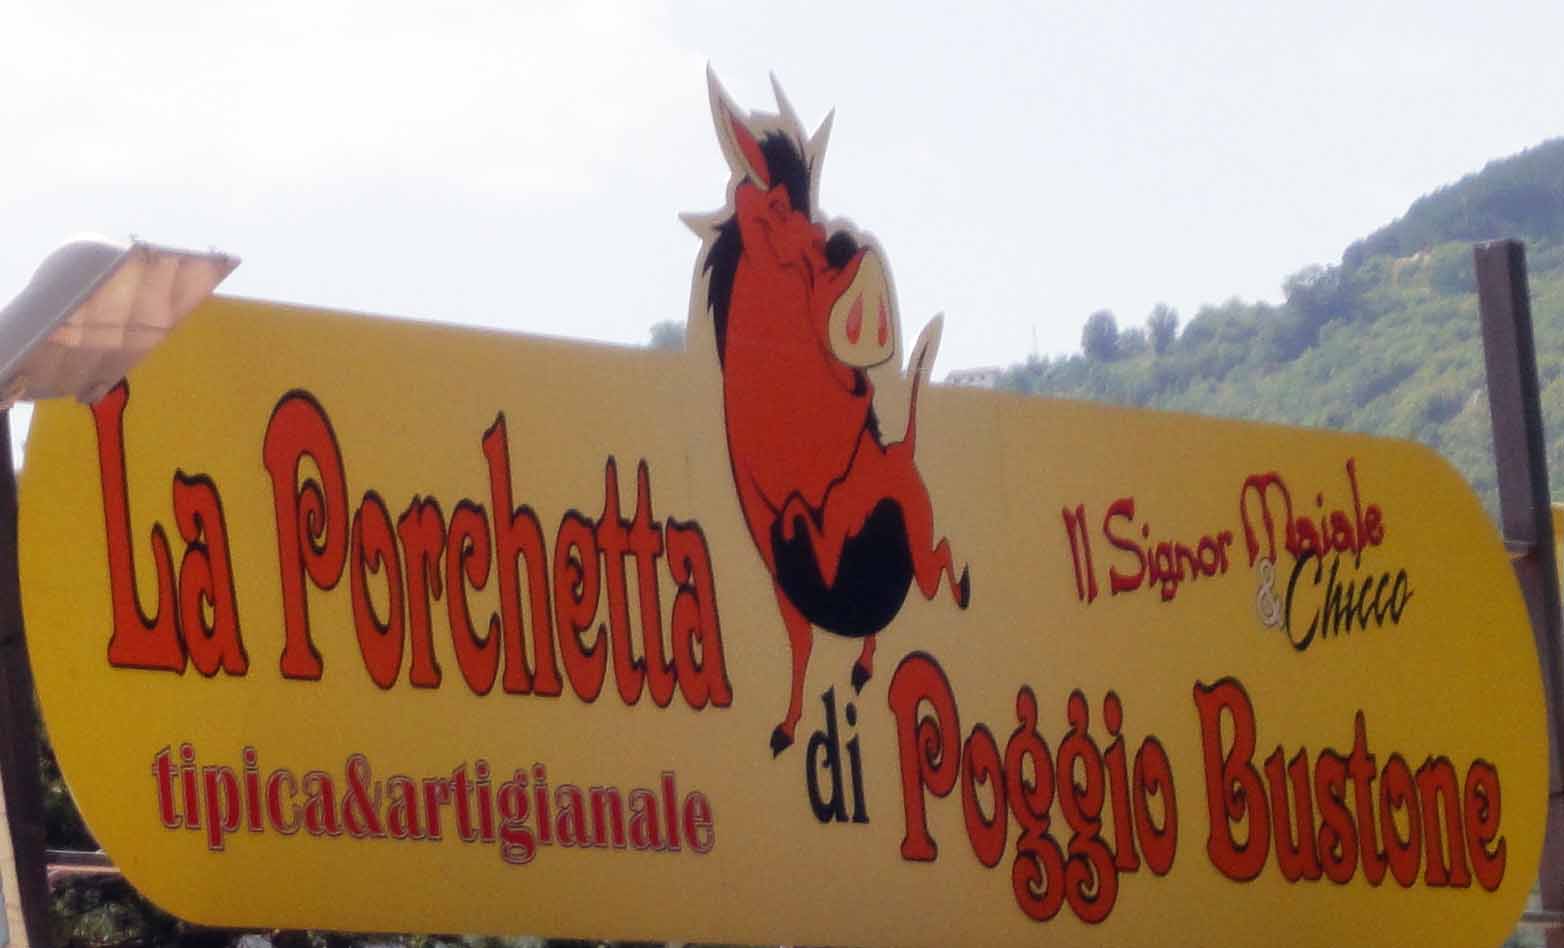 La Porchetta
tipica&artigianale
di Poggio Bustone
Il Signor Maiale
& Chicco